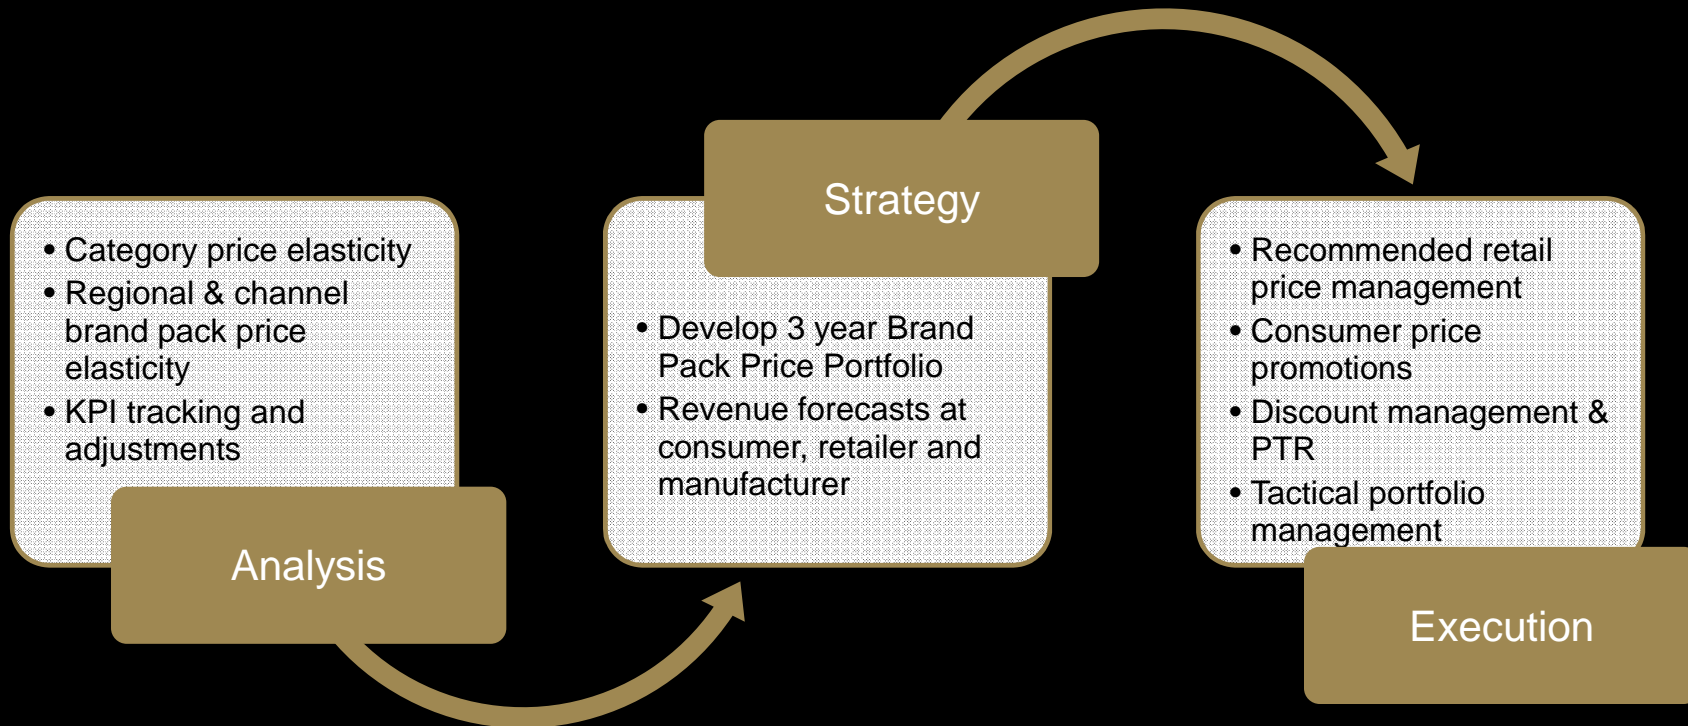 • Category price elasticity
• Regional & channel
brand pack price
elasticity
• KPI tracking and
adjustments
Analysis
Strategy
• Develop 3 year Brand
Pack Price Portfolio
• Revenue forecasts at
consumer, retailer and
manufacturer
• Recommended retail
price management
• Consumer price
promotions
• Discount management &
PTR
• Tactical portfolio
management
Execution